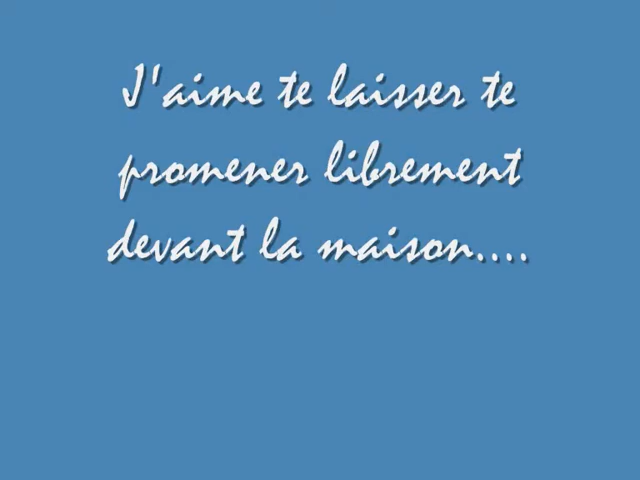 J'aime te laisser te
promener librement
devant la maison....